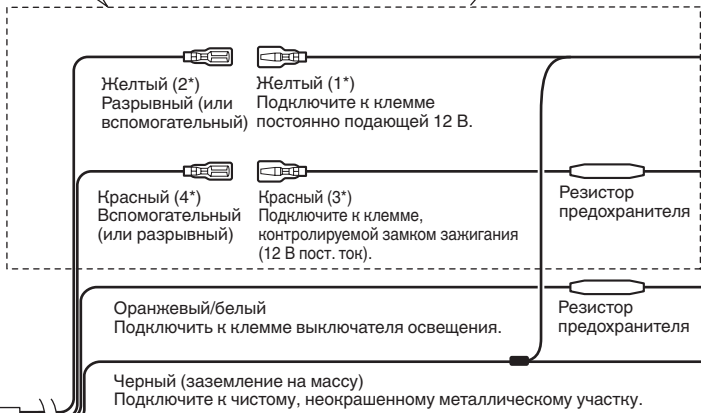 Желтый (2*)
Разрывный (или
вспомогательный)
Желтый (1*)
Подключите к клемме
постоянно подающей 12 В.
Красный (4*)
Вспомогательный
(или разрывный)
Красный (3*)
Подключите к клемме,
контролируемой замком зажигания
(12 В пост. ток).
Резистор
предохранителя
Оранжевый/белый
Подключить к клемме выключателя освещения.
Резистор
предохранителя
Черный (заземление на массу)
Подключите к чистому, неокрашенному металлическому участку.